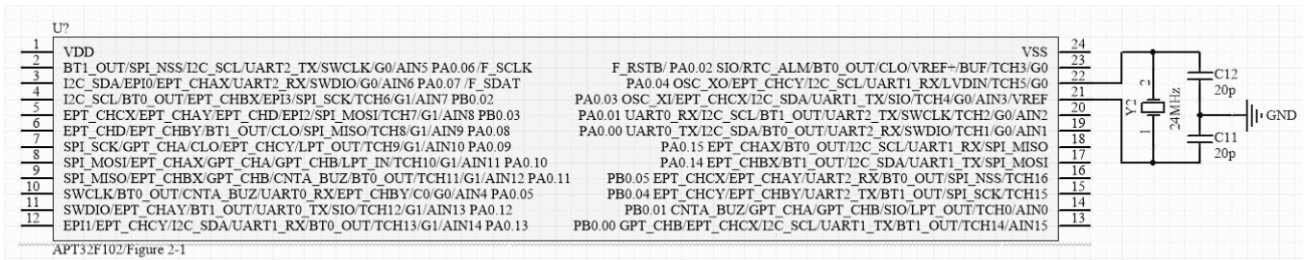 U?
1 VDD
2 BT1_OUT/SPI_NSS/I2C_SCL/UART2_TX/SWCLK/G0/AIN5 PA0.06/F_SCLK
3 I2C_SDA/EPI0/EPT_CHAX/UART2_RX/SWDIO/G0/AIN6 PA0.07/F_SDAT
4 I2C_SCL/BT0_OUT/EPT_CHBX/EPI3/SPI_SCK/TCH6/G1/AIN7 PB0.02
5 EPT_CHCX/EPT_CHAY/EPT_CHD/EPI2/SPI_MOSI/TCH7/G1/AIN8 PB0.03
6 EPT_CHD/EPT_CHBY/BT1_OUT/CLO/SPI_MISO/TCH8/G1/AIN9 PA0.08
7 SPI_SCK/GPT_CHA/CLO/EPT_CHCY/LPT_OUT/TCH9/G1/AIN10 PA0.09
8 SPI_MOSI/EPT_CHAX/GPT_CHA/GPT_CHB/LPT_IN/TCH10/G1/AIN11 PA0.10
9 SPI_MISO/EPT_CHBX/GPT_CHB/CNTA_BUZ/BT0_OUT/TCH11/G1/AIN12 PA0.11
10 SWCLK/BT0_OUT/CNTA_BUZ/UART0_RX/EPT_CHBY/C0/G0/AIN4 PA0.05
11 SWDIO/EPT_CHAY/BT1_OUT/UART0_TX/SIO/TCH12/G1/AIN13 PA0.12
12 EPI1/EPT_CHCY/I2C_SDA/UART1_RX/BT0_OUT/TCH13/G1/AIN14 PA0.13
VSS 24
F_RSTB/ PA0.02 SIO/RTC_ALM/BT0_OUT/CLO/VREF+/BUF/TCH3/G0 23
PA0.04 OSC_XO/EPT_CHCY/I2C_SCL/UART1_RX/LVDIN/TCH5/G0 22
PA0.03 OSC_XI/EPT_CHCX/I2C_SDA/UART1_TX/SIO/TCH4/G0/AIN3/VREF 21
PA0.01 UART0_RX/I2C_SCL/BT1_OUT/UART2_TX/SWCLK/TCH2/G0/AIN2 20
PA0.00 UART0_TX/I2C_SDA/BT0_OUT/UART2_RX/SWDIO/TCH1/G0/AIN1 19
PA0.15 EPT_CHAX/BT0_OUT/I2C_SCL/UART1_RX/SPI_MISO 18
PA0.14 EPT_CHBX/BT1_OUT/I2C_SDA/UART1_TX/SPI_MOSI 17
PB0.05 EPT_CHCX/EPT_CHAY/UART2_RX/BT0_OUT/SPI_NSS/TCH16 16
PB0.04 EPT_CHCY/EPT_CHBY/UART2_TX/BT1_OUT/SPI_SCK/TCH15 15
PB0.01 CNTA_BUZ/GPT_CHA/GPT_CHB/SIO/LPT_OUT/TCH0/AIN0 14
PB0.00 GPT_CHB/EPT_CHCX/I2C_SCL/UART1_TX/BT1_OUT/TCH14/AIN15 13
APT32F102/Figure 2-1
Y2
2
1
24MHz
C12
20p
GND
C11
20p